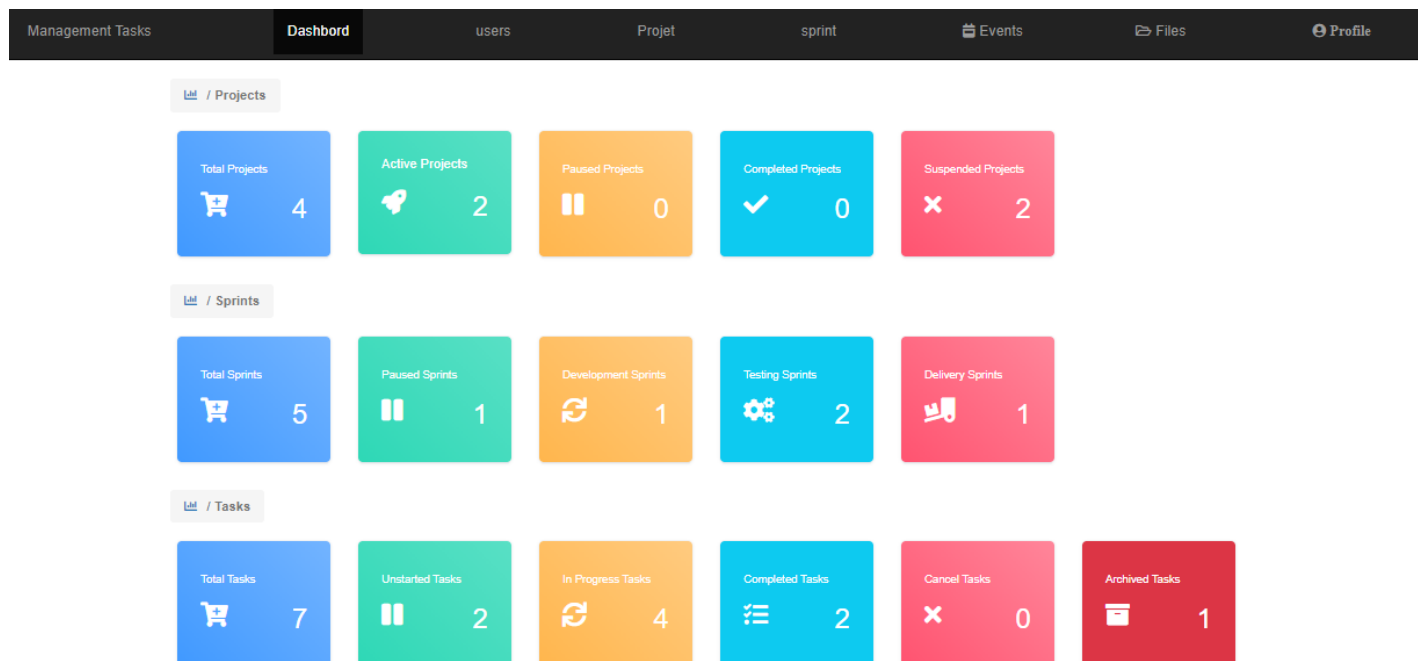 Management Tasks Dashbord users Projet sprint Events Files Profile
/ Projects
Total Projects Active Projects Paused Projects Completed Projects Suspended Projects
4 2 0 0 2
/ Sprints
Total Sprints Paused Sprints Development Sprints Testing Sprints Delivery Sprints
5 1 1 2 1
/ Tasks
Total Tasks Unstarted Tasks In Progress Tasks Completed Tasks Cancel Tasks Archived Tasks
7 2 4 2 0 1